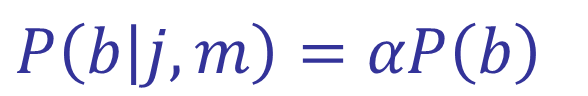 P(b|j, m) = αP(b)